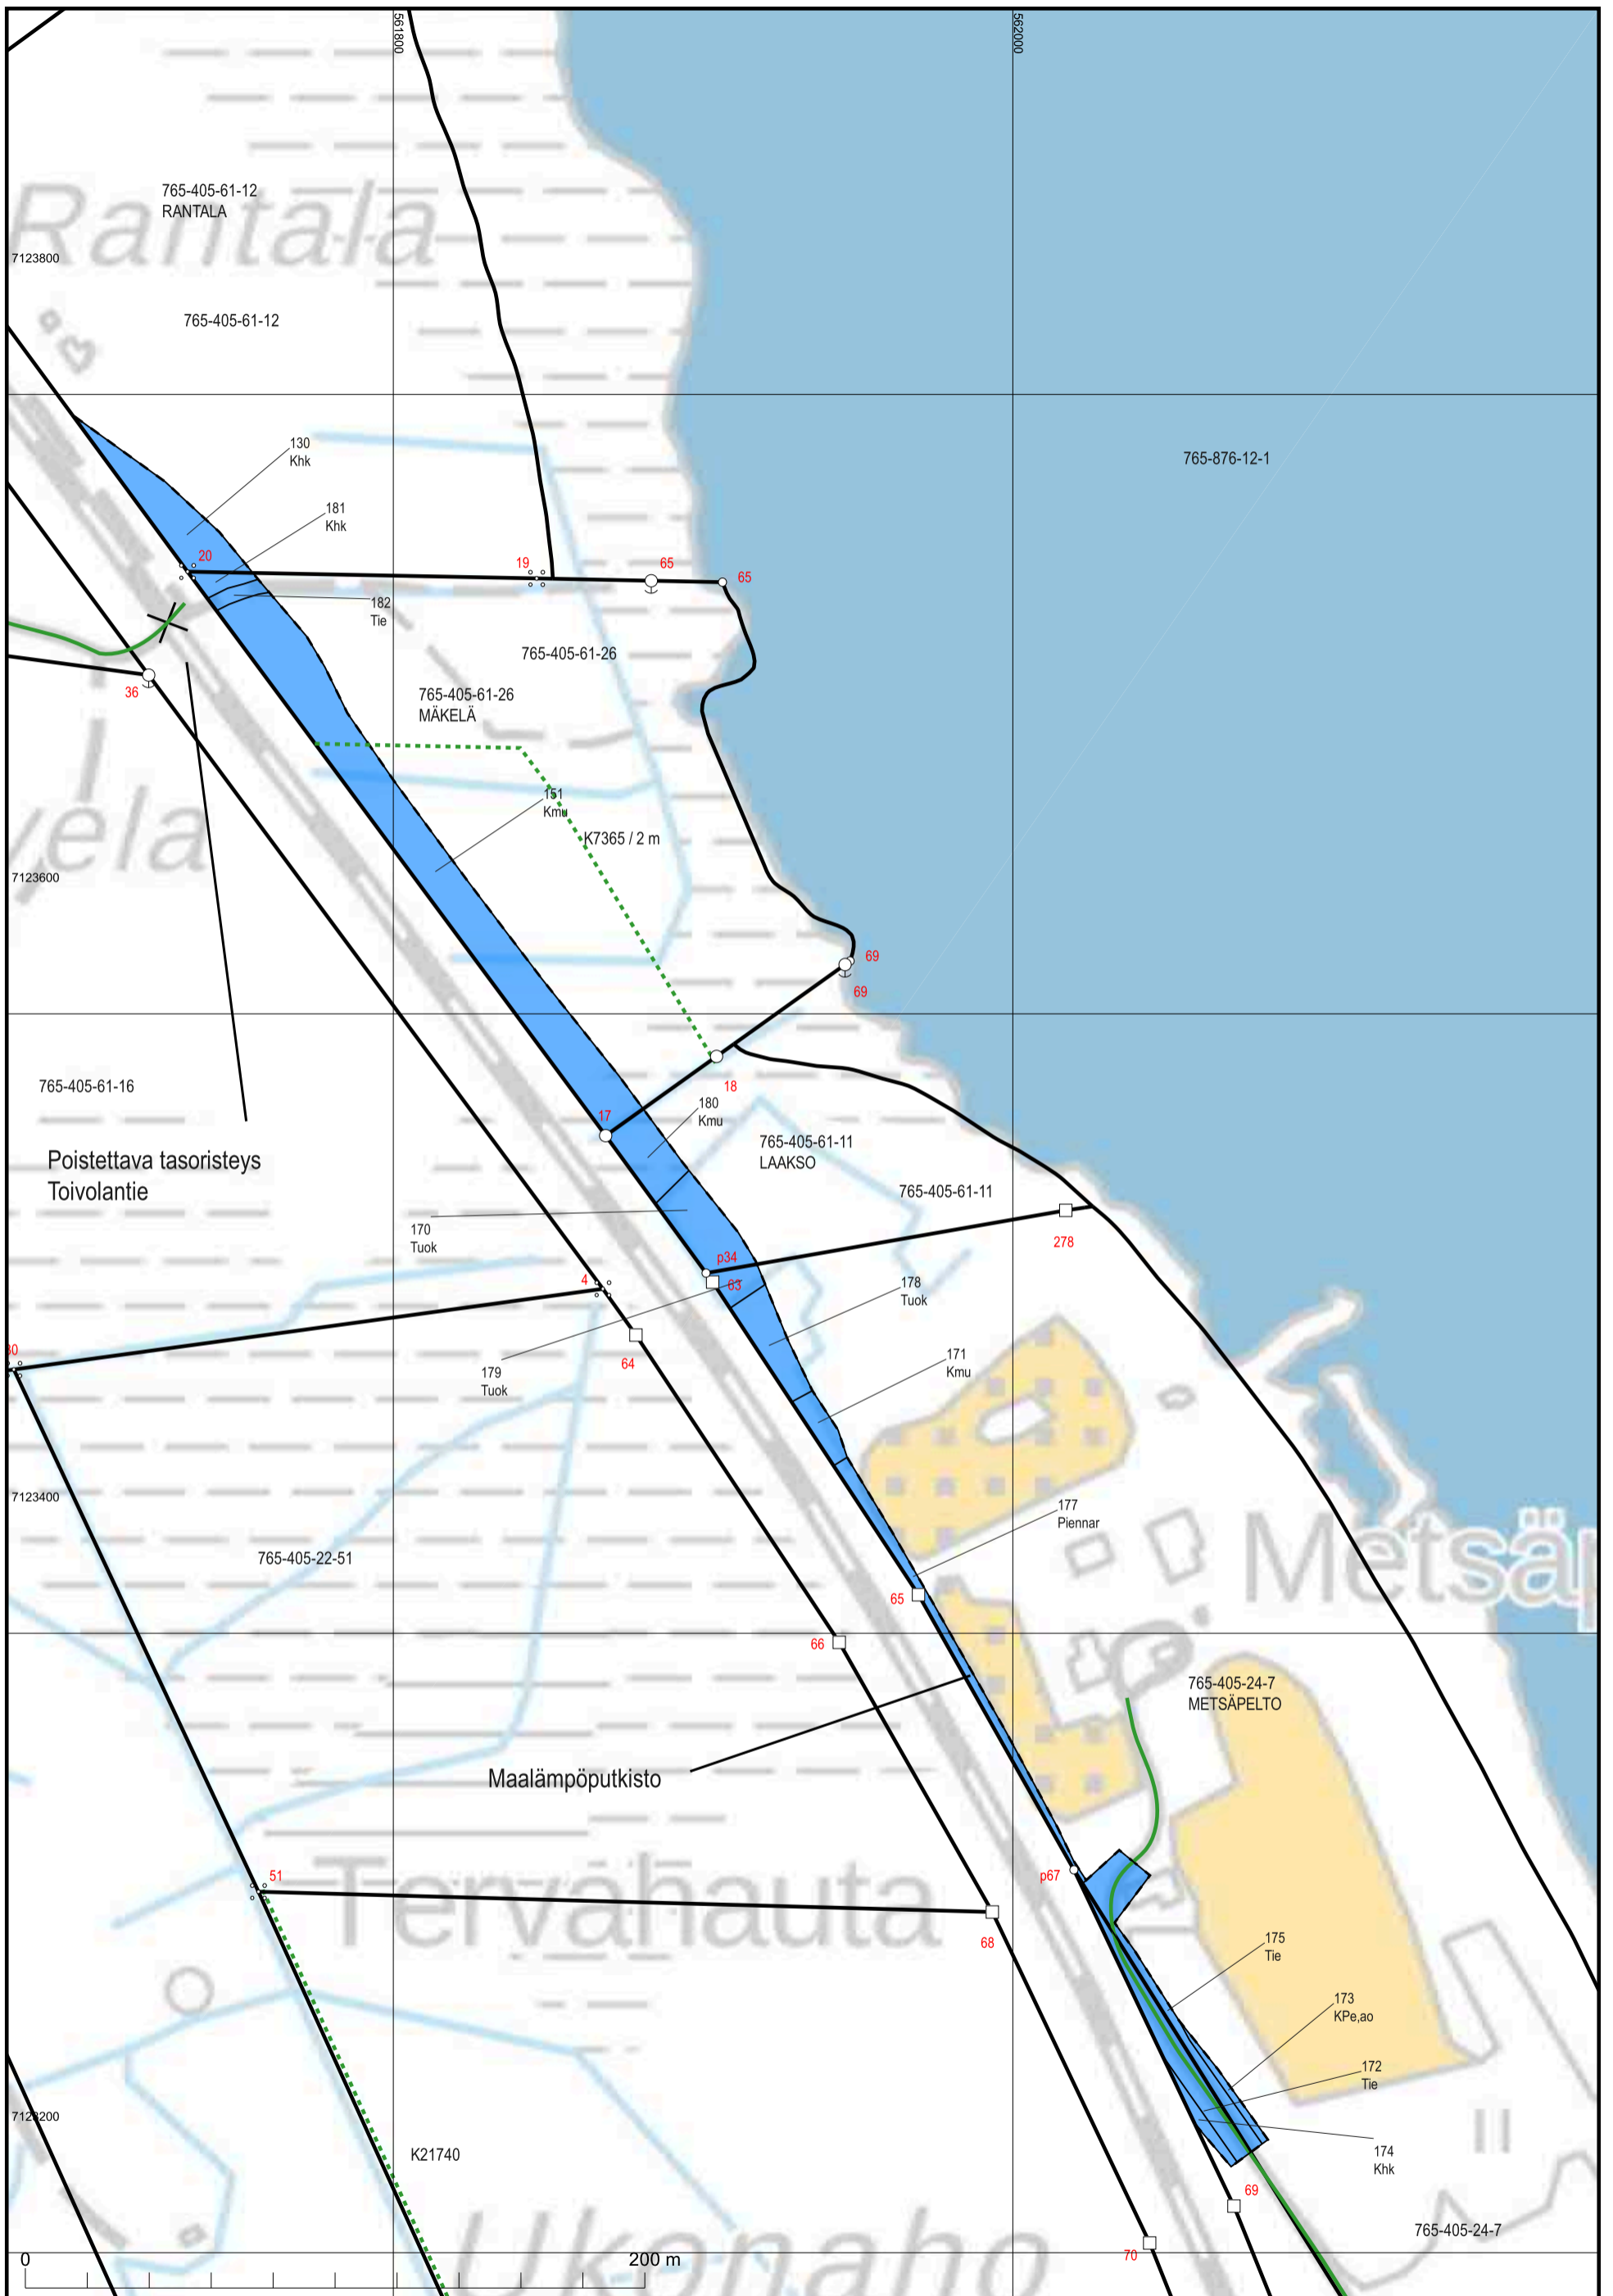 561800
562000
765-405-61-12
RANTALA
Rantala
7123800
765-405-61-12
765-876-12-1
130
Khk
181
Khk
20
19
65
65
182
Tie
765-405-61-26
36
765-405-61-26
MÄKELÄ
151
Kmu
K7365 / 2 m
7123600
69
69
765-405-61-16
18
180
Kmu
17
765-405-61-11
LAAKSO
Poistettava tasoristeys
Toivolantie
765-405-61-11
170
Tuok
278
p34
63
4
178
Tuok
64
179
Tuok
171
Kmu
7123400
177
Piennar
765-405-22-51
65
66
765-405-24-7
METSÄPELTO
Maalämpöputkisto
51
p67
Tervahauta
68
175
Tie
173
KPe,ao
172
Tie
7123200
174
Khk
K21740
69
765-405-24-7
Ukonaho
70
0
200 m